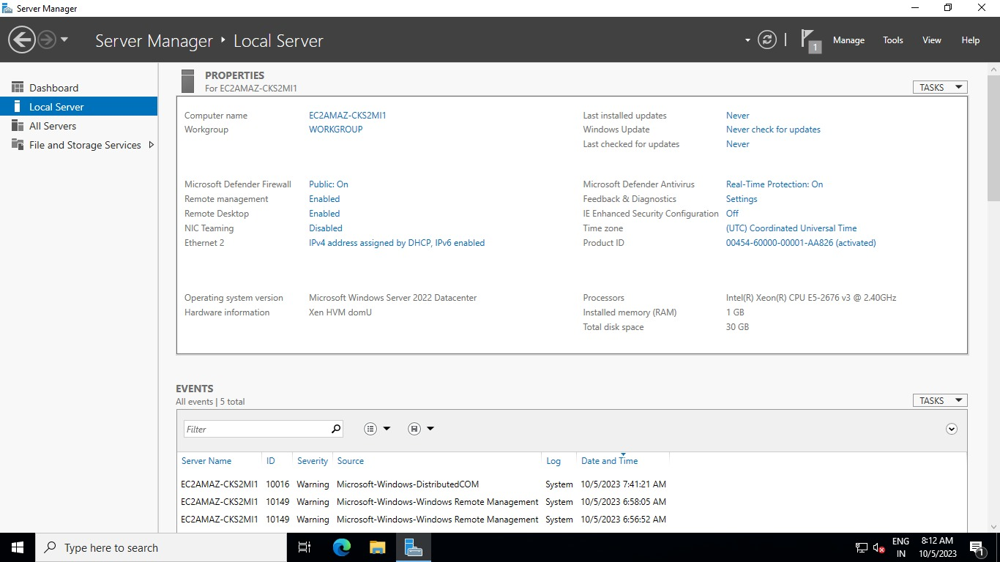 Server Manager
Server Manager ‣ Local Server
1
Manage Tools View Help
Dashboard
Local Server
All Servers
File and Storage Services
PROPERTIES
For EC2AMAZ-CKS2MI1
TASKS
Computer name EC2AMAZ-CKS2MI1 Last installed updates Never
Workgroup WORKGROUP Windows Update Never check for updates
Last checked for updates Never
Microsoft Defender Firewall Public: On Microsoft Defender Antivirus Real-Time Protection: On
Remote management Enabled Feedback & Diagnostics Settings
Remote Desktop Enabled IE Enhanced Security Configuration Off
NIC Teaming Disabled Time zone (UTC) Coordinated Universal Time
Ethernet 2 IPv4 address assigned by DHCP, IPv6 enabled Product ID 00454-60000-00001-AA826 (activated)
Operating system version Microsoft Windows Server 2022 Datacenter Processors Intel(R) Xeon(R) CPU E5-2676 v3 @ 2.40GHz
Hardware information Xen HVM domU Installed memory (RAM) 1 GB
Total disk space 30 GB
EVENTS
All events | 5 total
TASKS
Filter
Server Name ID Severity Source Log Date and Time
EC2AMAZ-CKS2MI1 10016 Warning Microsoft-Windows-DistributedCOM System 10/5/2023 7:41:21 AM
EC2AMAZ-CKS2MI1 10149 Warning Microsoft-Windows-Windows Remote Management System 10/5/2023 6:58:05 AM
EC2AMAZ-CKS2MI1 10149 Warning Microsoft-Windows-Windows Remote Management System 10/5/2023 6:56:52 AM
Type here to search
ENG
IN
8:12 AM
10/5/2023
1